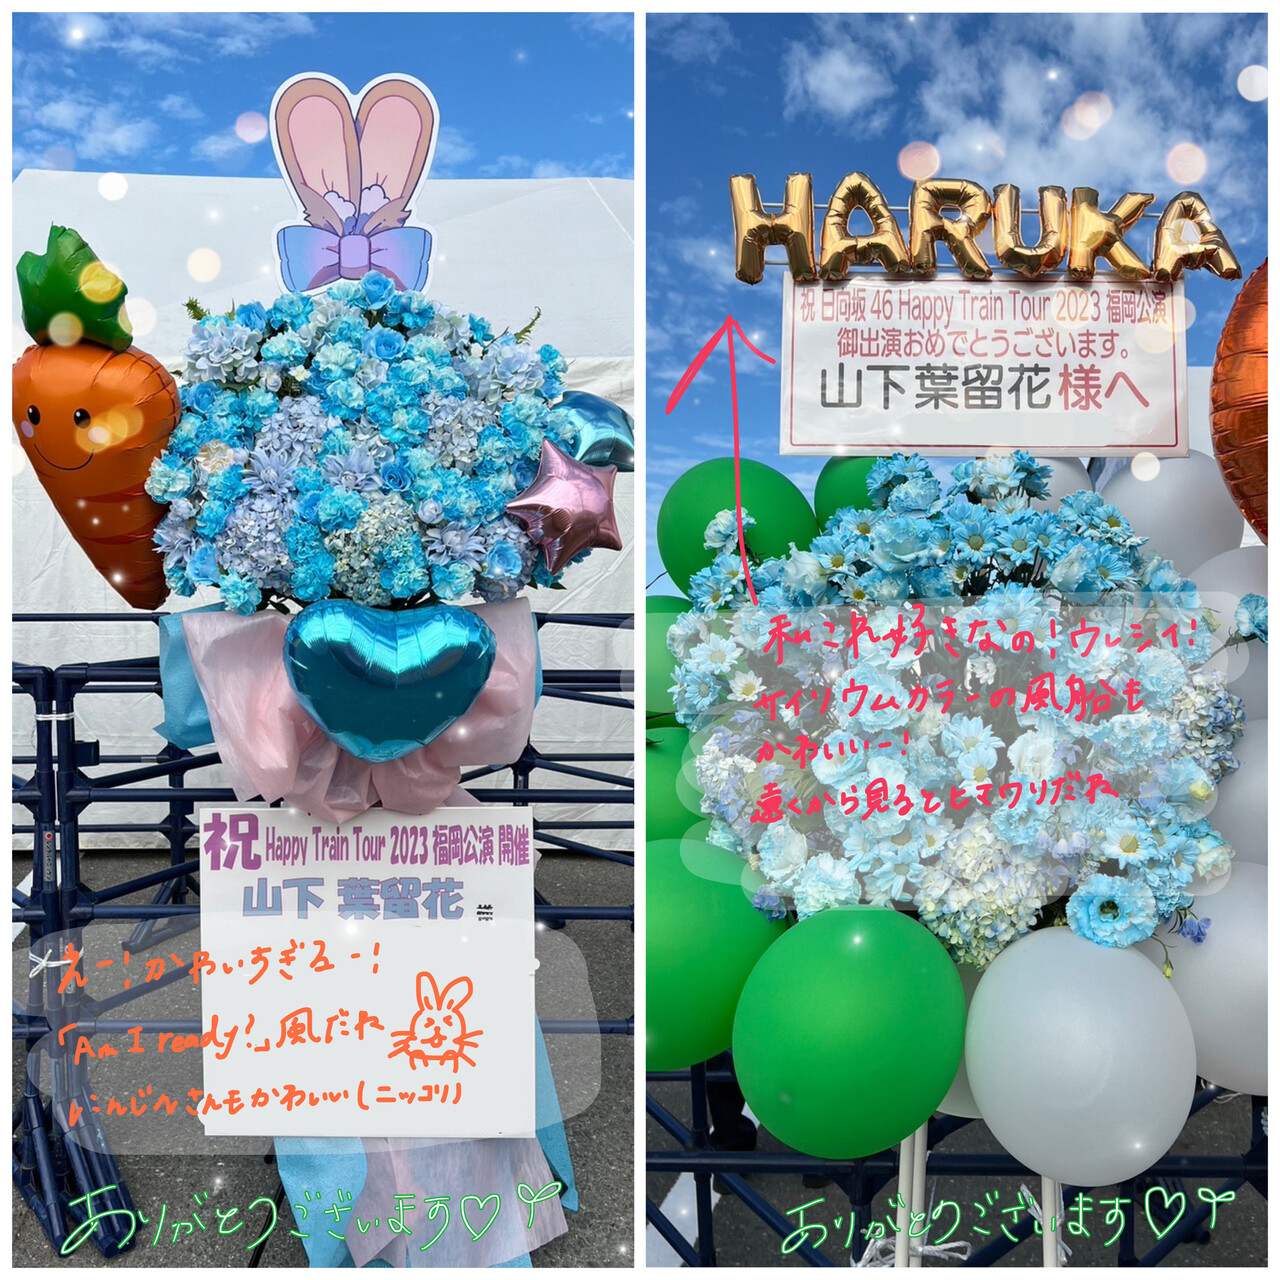 祝 Happy Train Tour 2023 福岡公演 開催
山下 葉留花
えー!かわいすぎるー!
「Am I ready?」風だね
にんじんさんもかわいい(ニッコリ)
ありがとうございます♡
HARUKA
祝 日向坂 46 Happy Train Tour 2023 福岡公演
御出演おめでとうございます。
山下葉留花様へ
私これ好きなの!ウレシイ!
サイリウムカラーの風船も
かわいいー!
遠くから見るとヒマワリだね
ありがとうございます♡